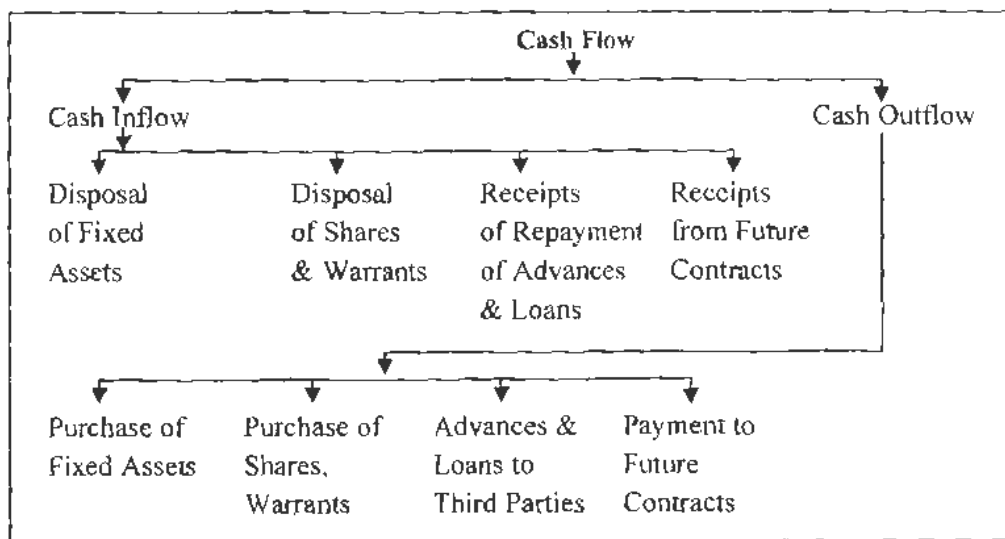 Cash Flow
Cash Inflow
Cash Outflow
Disposal
of Fixed
Assets
Disposal
of Shares
& Warrants
Receipts
of Repayment
of Advances
& Loans
Receipts
from Future
Contracts
Purchase of
Fixed Assets
Purchase of
Shares,
Warrants
Advances &
Loans to
Third Parties
Payment to
Future
Contracts